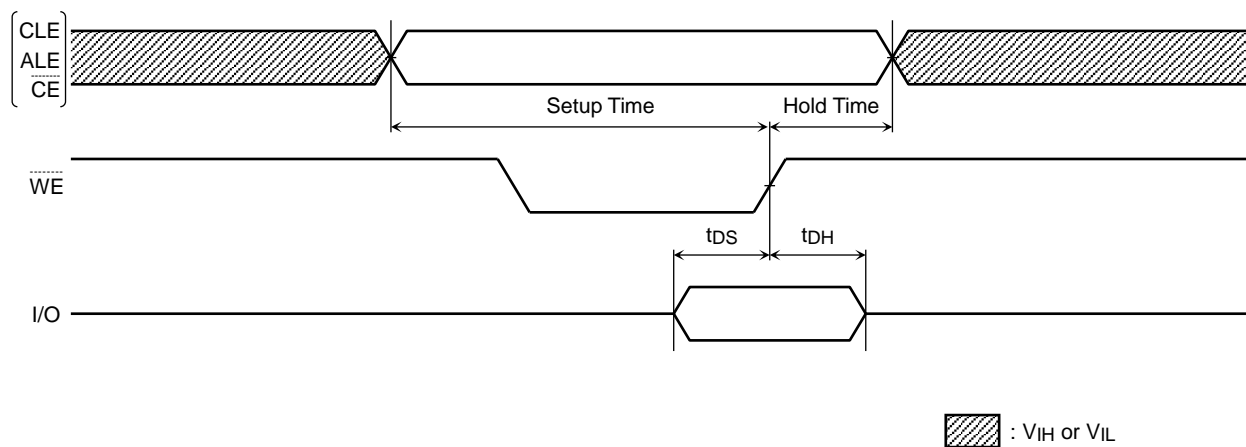 CLE
ALE
CE
Setup Time
Hold Time
WE
tDS
tDH
I/O
: VIH or VIL